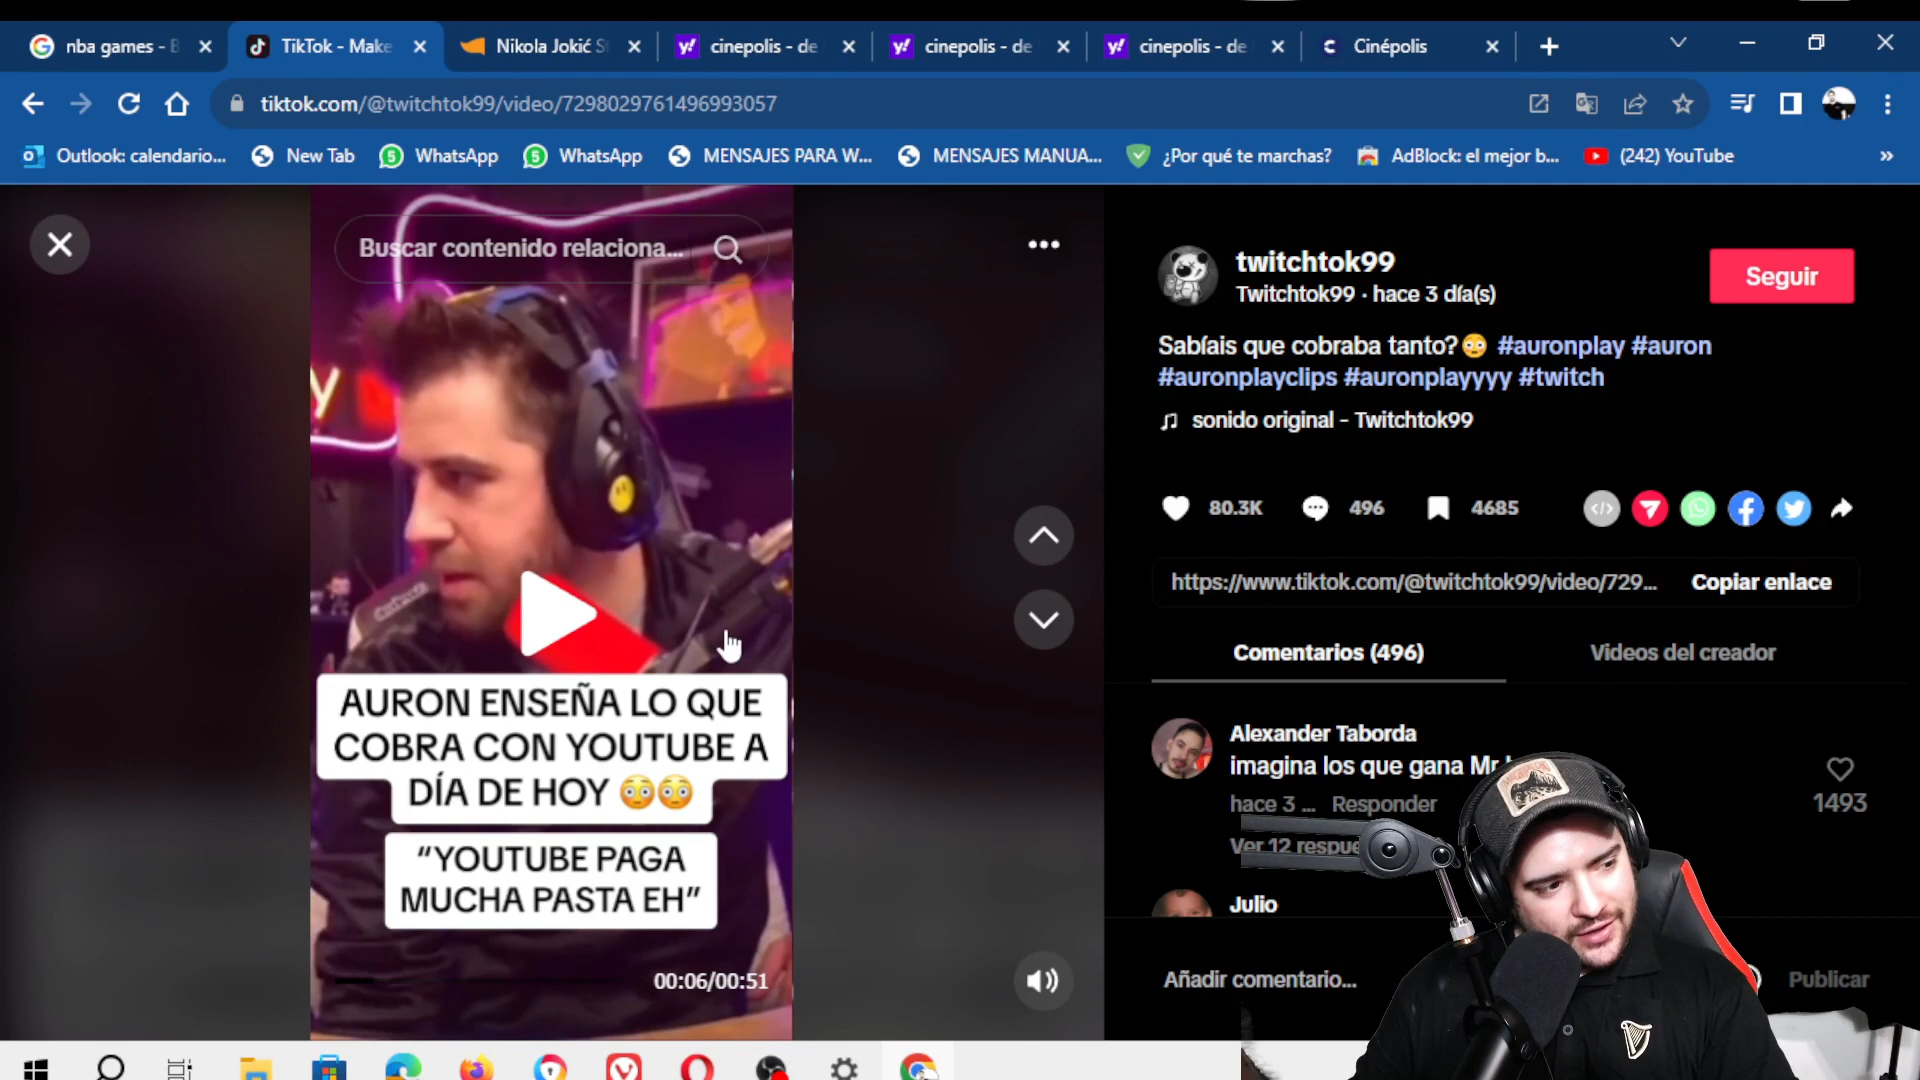 nba games - B
TikTok - Make
Nikola Jokić S
cinepolis - de
cinepolis - de
cinepolis - de
Cinépolis
tiktok.com/@twitchtok99/video/7298029761496993057
Outlook: calendario...
New Tab
WhatsApp
WhatsApp
MENSAJES PARA W...
MENSAJES MANUA...
¿Por qué te marchas?
AdBlock: el mejor b...
(242) YouTube
»
Buscar contenido relaciona...
AURON ENSEÑA LO QUE
COBRA CON YOUTUBE A
DÍA DE HOY 😳😳
“YOUTUBE PAGA
MUCHA PASTA EH”
00:06/00:51
twitchtok99
Twitchtok99 · hace 3 día(s)
Seguir
Sabíais que cobraba tanto?😳 #auronplay #auron
#auronplayclips #auronplayyyy #twitch
sonido original - Twitchtok99
80.3K
496
4685
https://www.tiktok.com/@twitchtok99/video/729...
Copiar enlace
Comentarios (496)
Videos del creador
Alexander Taborda
imagina los que gana Mr
hace 3 ...
Responder
1493
Ver 12 respue
Julio
Añadir comentario...
Publicar